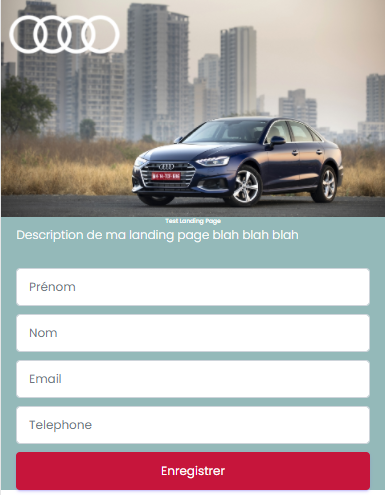 Test Landing Page
Description de ma landing page blah blah blah
Prénom
Nom
Email
Telephone
Enregistrer